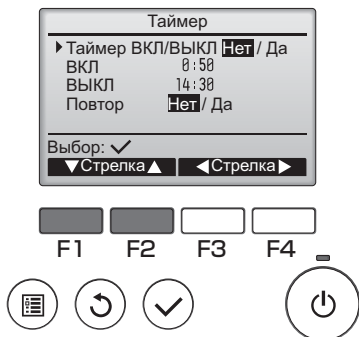 Таймер
Таймер ВКЛ/ВЫКЛ Нет / Да
ВКЛ 8:50
ВЫКЛ 14:30
Повтор Нет / Да
Выбор: ✓
▼Стрелка▲ ◀Стрелка▶
F1 F2 F3 F4